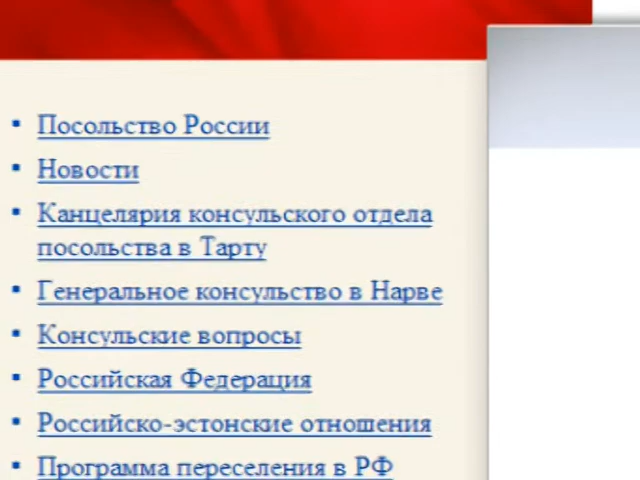 Посольство России
Новости
Канцелярия консульского отдела
посольства в Тарту
Генеральное консульство в Нарве
Консульские вопросы
Российская Федерация
Российско-эстонские отношения
Программа переселения в РФ